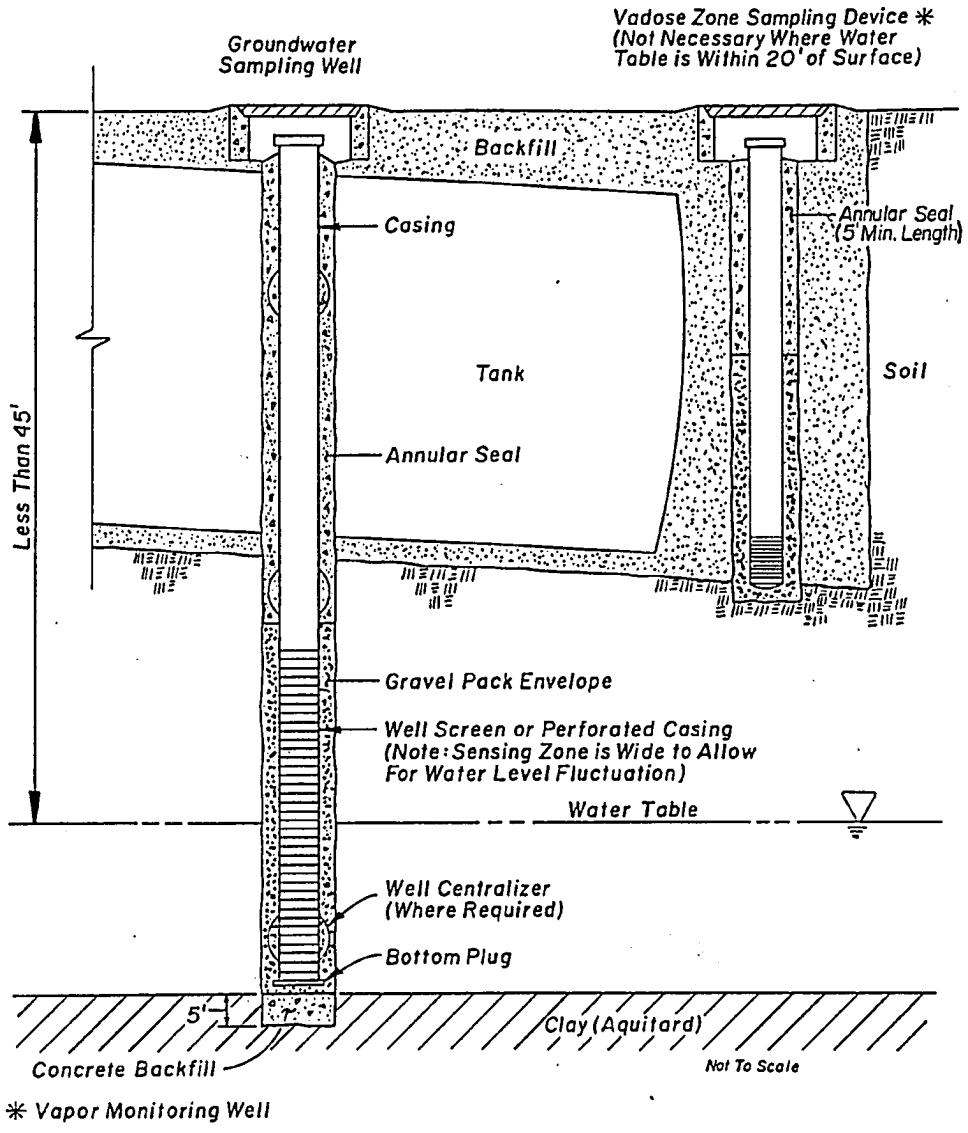 Vadose Zone Sampling Device *
(Not Necessary Where Water
Table is Within 20' of Surface)
Groundwater
Sampling Well
Backfill
Casing
Annular Seal
(5' Min. Length)
Tank
Soil
Less Than 45'
Annular Seal
Gravel Pack Envelope
Well Screen or Perforated Casing
(Note: Sensing Zone is Wide to Allow
For Water Level Fluctuation)
Water Table
Well Centralizer
(Where Required)
Bottom Plug
5'
Clay (Aquitard)
Concrete Backfill
Not To Scale
* Vapor Monitoring Well